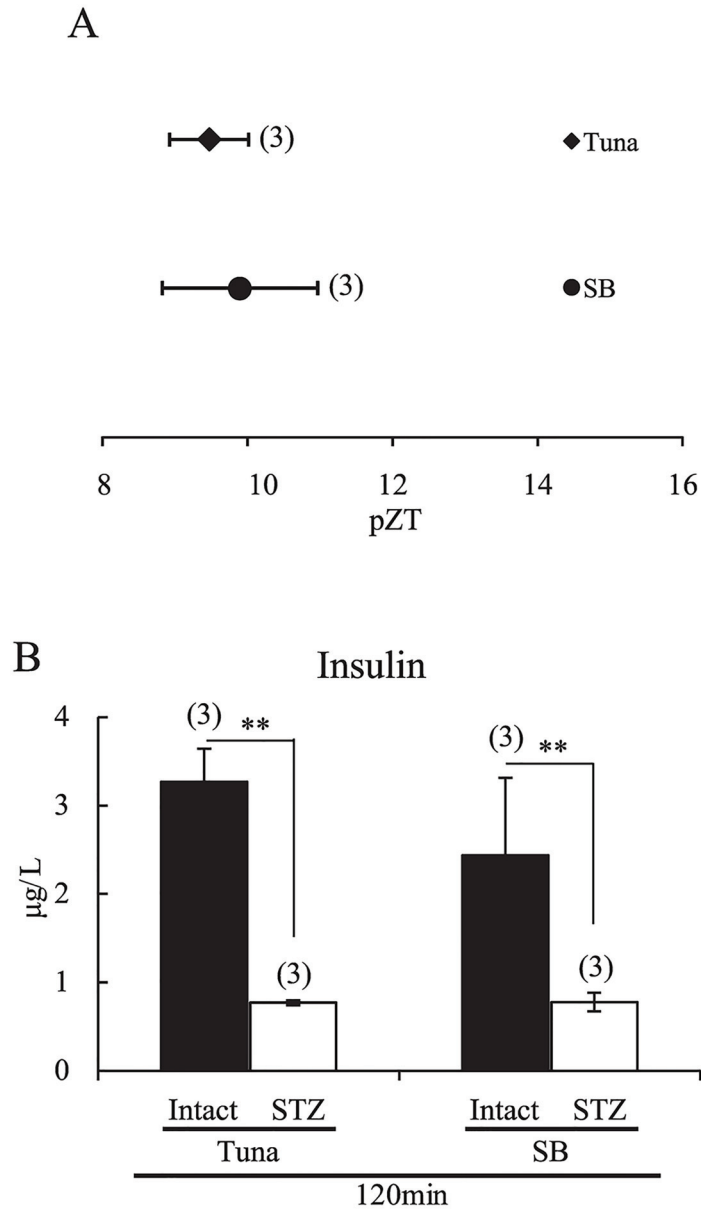 A
(3)
Tuna
(3)
SB
8 10 12 14 16
pZT
B
Insulin
4
3
2
1
0
µg/L
(3) **
(3)
(3) **
(3)
Intact STZ Intact STZ
Tuna SB
120min